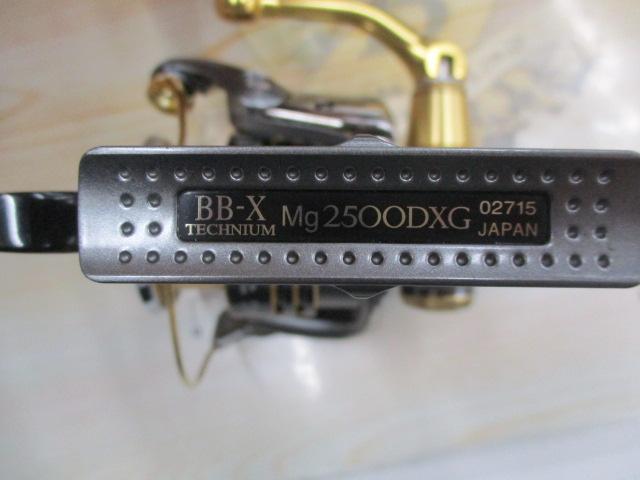 BB-X
TECHNIUM
Mg2500DXG
02715
JAPAN